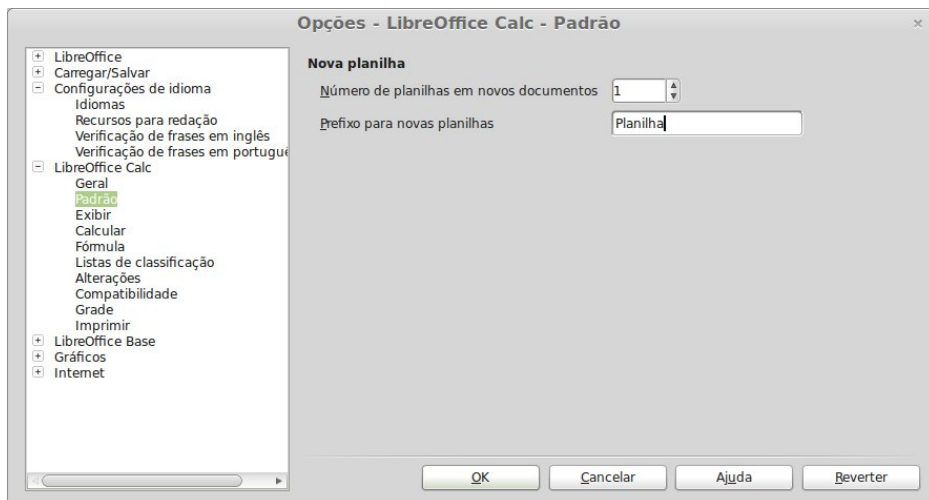 Opções - LibreOffice Calc - Padrão
LibreOffice
Carregar/Salvar
Configurações de idioma
Idiomas
Recursos para redação
Verificação de frases em inglês
Verificação de frases em portuguê
LibreOffice Calc
Geral
Padrão
Exibir
Calcular
Fórmula
Listas de classificação
Alterações
Compatibilidade
Grade
Imprimir
LibreOffice Base
Gráficos
Internet
Nova planilha
Número de planilhas em novos documentos 1
Prefixo para novas planilhas Planilha
OK Cancelar Ajuda Reverter